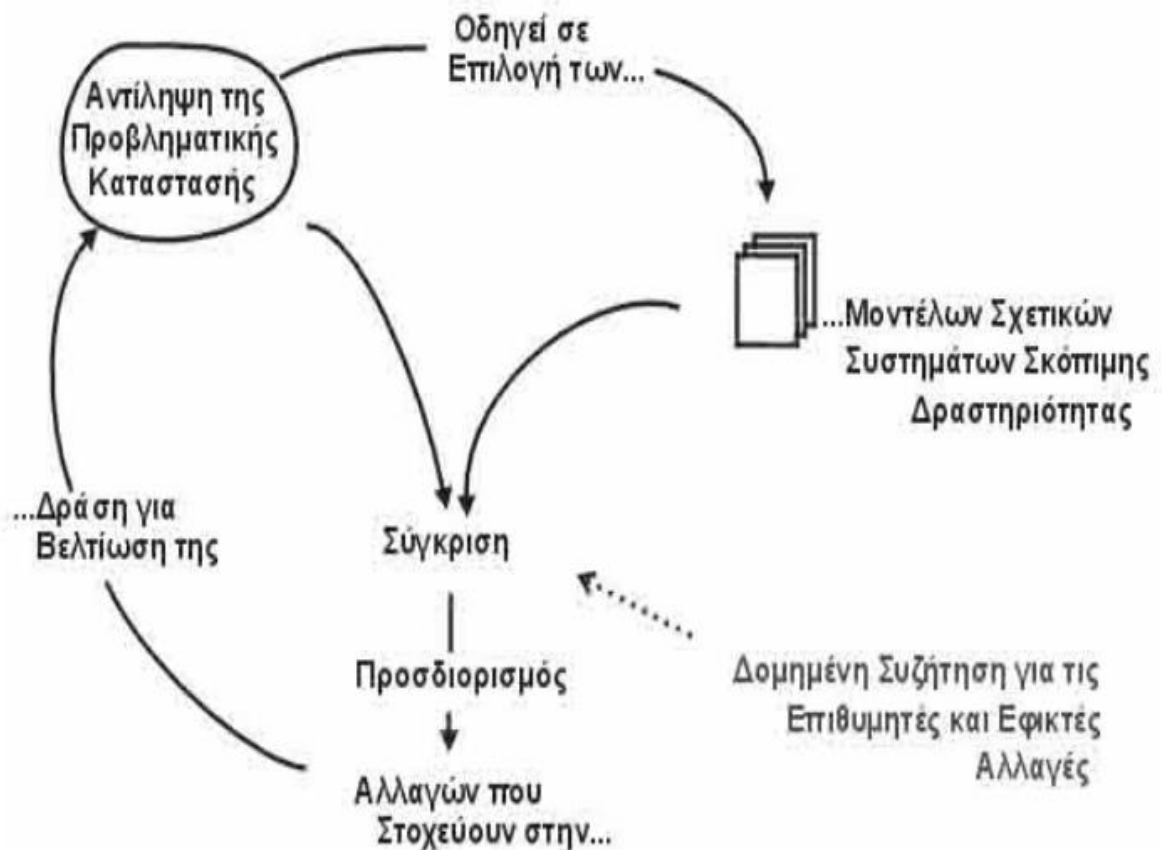 Οδηγεί σε
Επιλογή των...
Αντίληψη της
Προβληματικής
Καταστασής
...Μοντέλων Σχετικών
Συστημάτων Σκόπιμης
Δραστηριότητας
...Δράση για
Βελτίωση της
Σύγκριση
Προσδιορισμός
Δομημένη Συζήτηση για τις
Επιθυμητές και Εφικτές
Αλλαγές
Αλλαγών που
Στοχεύουν στην...